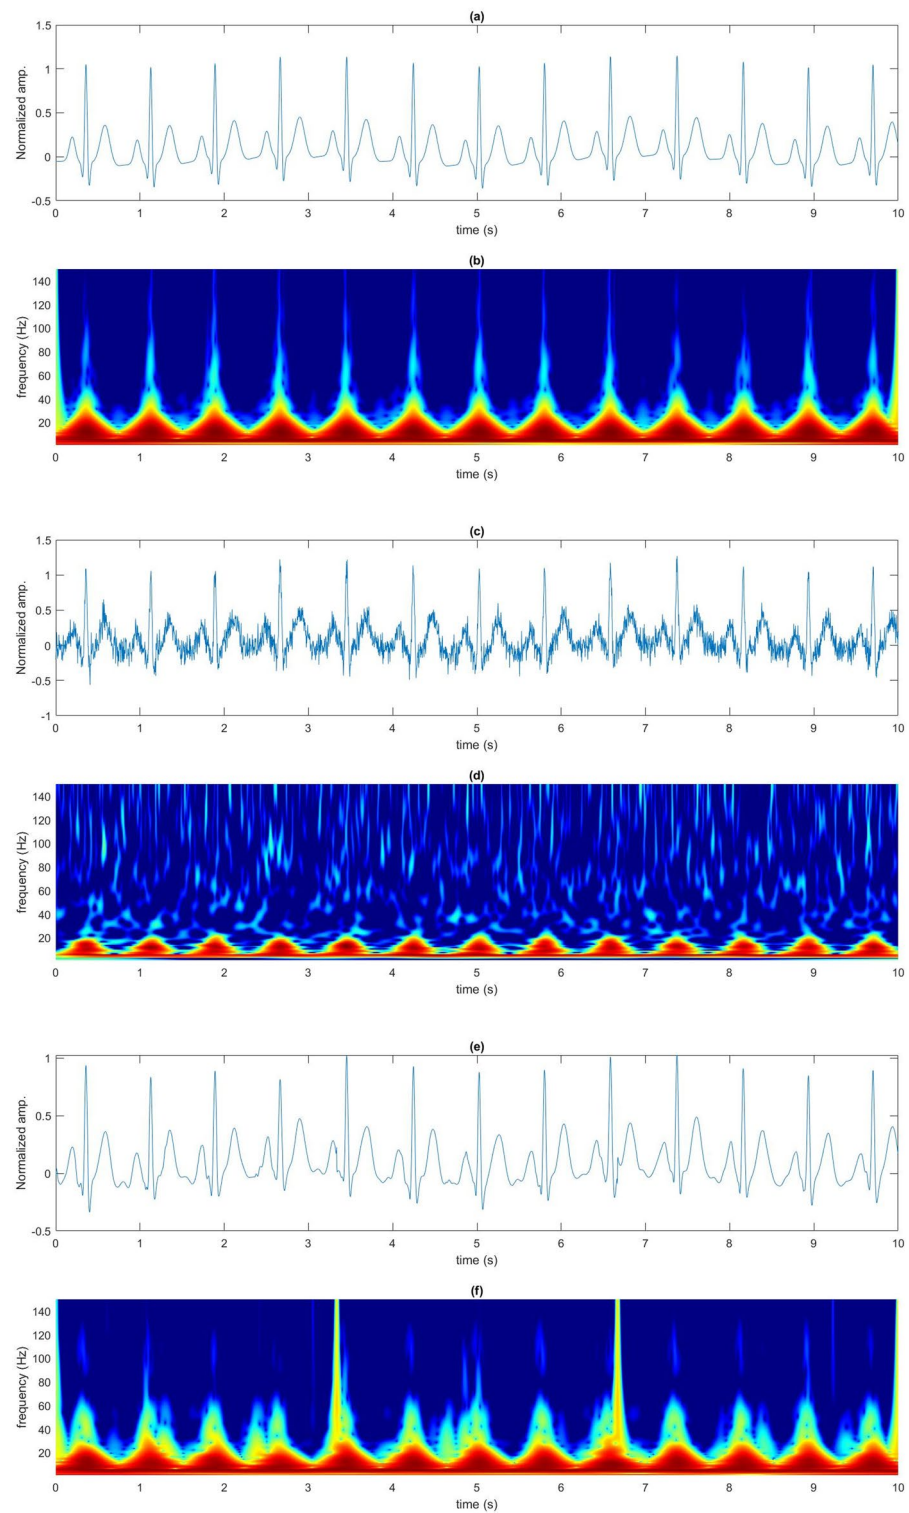 (a)
1.5
1
0.5
0
-0.5
Normalized amp.
0 1 2 3 4 5 6 7 8 9 10
time (s)
(b)
140
120
100
80
60
40
20
frequency (Hz)
0 1 2 3 4 5 6 7 8 9 10
time (s)
(c)
1.5
1
0.5
0
-0.5
-1
Normalized amp.
0 1 2 3 4 5 6 7 8 9 10
time (s)
(d)
140
120
100
80
60
40
20
frequency (Hz)
0 1 2 3 4 5 6 7 8 9 10
time (s)
(e)
1
0.5
0
-0.5
Normalized amp.
0 1 2 3 4 5 6 7 8 9 10
time (s)
(f)
140
120
100
80
60
40
20
frequency (Hz)
0 1 2 3 4 5 6 7 8 9 10
time (s)